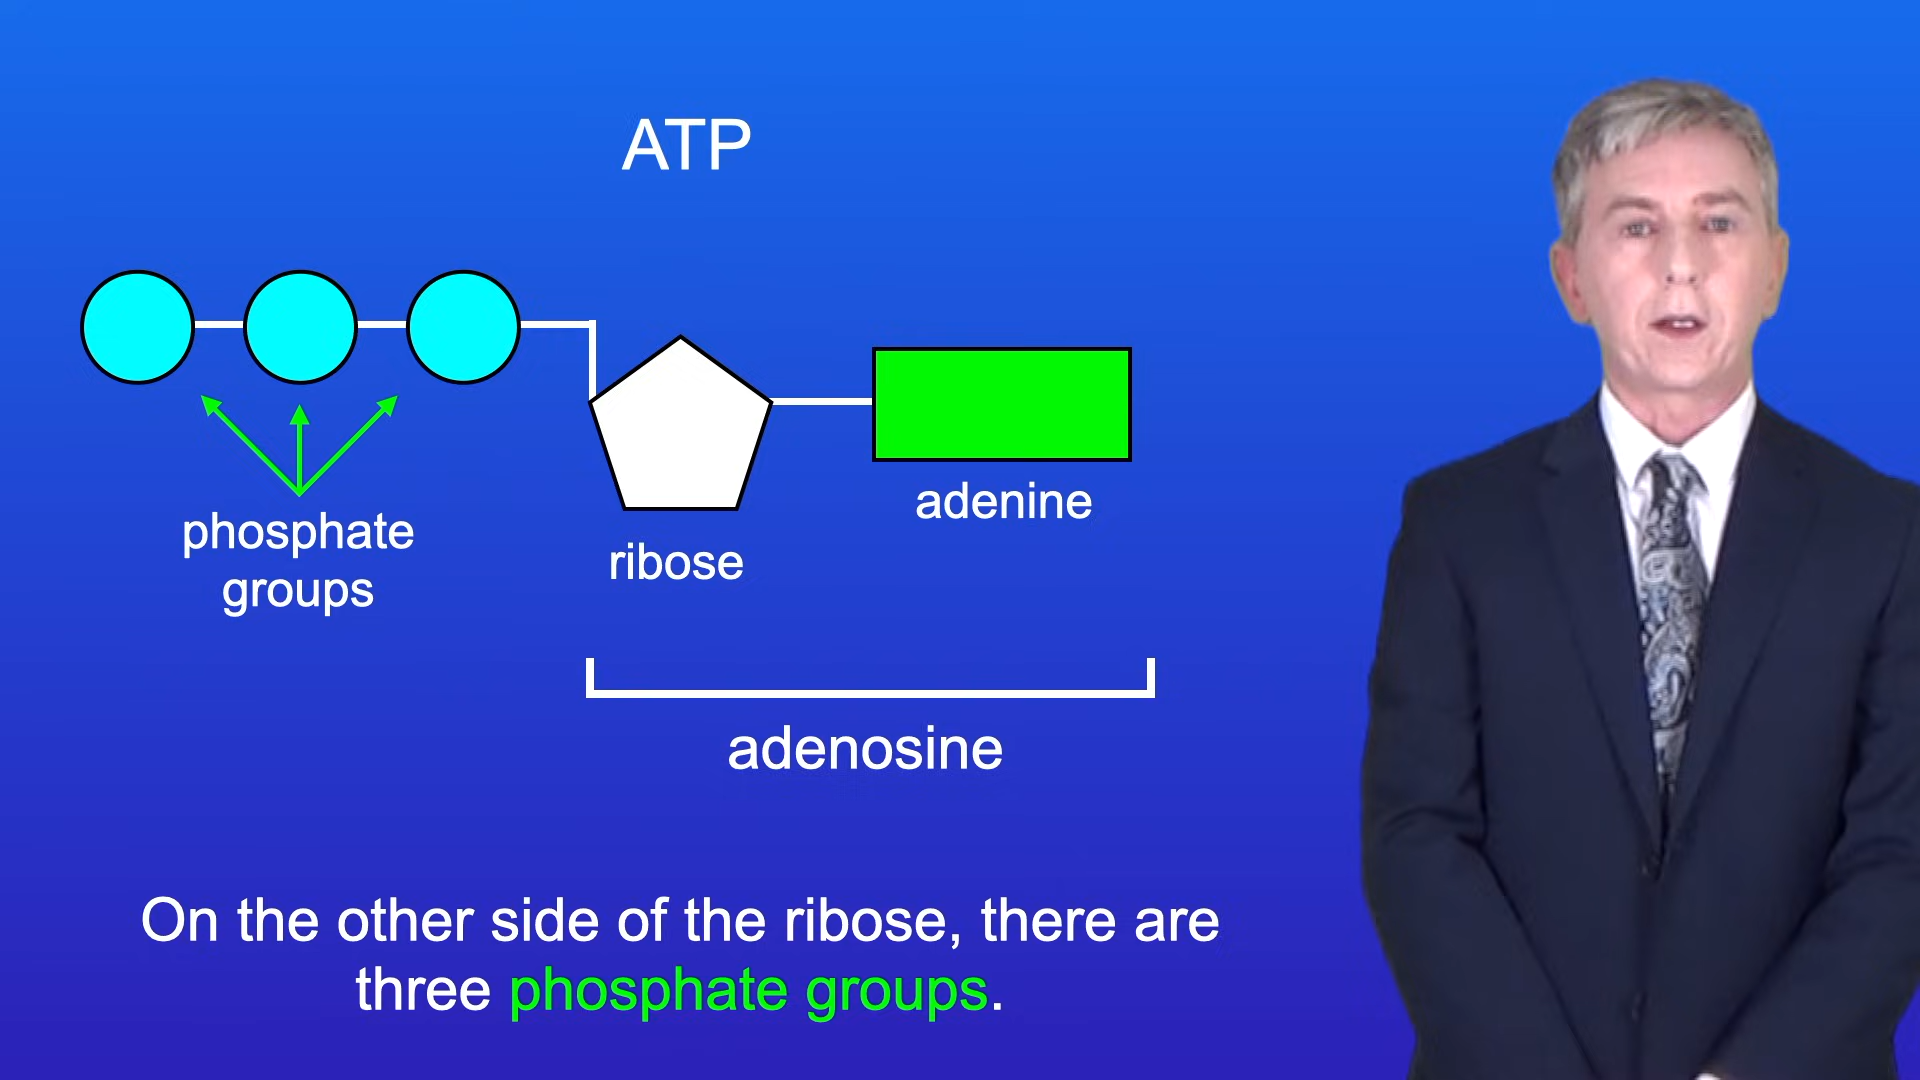 ATP
phosphate
groups
ribose
adenine
adenosine
On the other side of the ribose, there are
three phosphate groups.